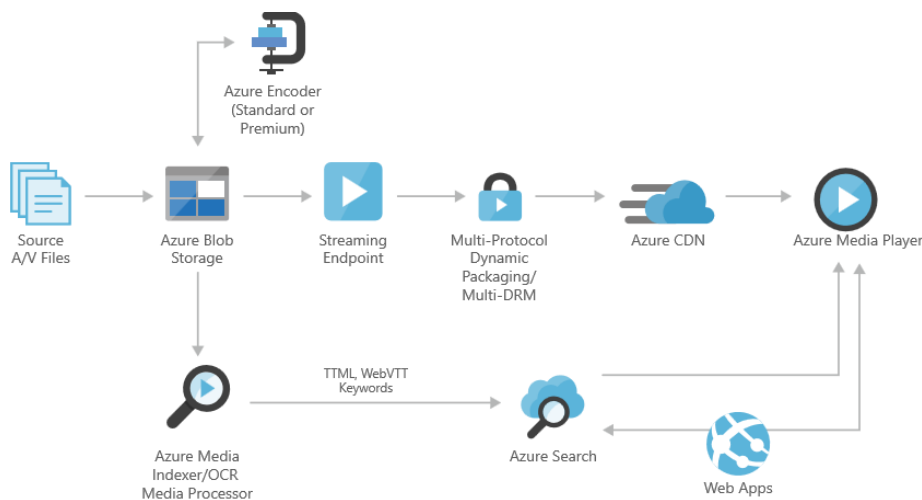 Azure Encoder
(Standard or
Premium)
Source
A/V Files
Azure Blob
Storage
Streaming
Endpoint
Multi-Protocol
Dynamic
Packaging/
Multi-DRM
Azure CDN
Azure Media Player
TTML, WebVTT
Keywords
Azure Media
Indexer/OCR
Media Processor
Azure Search
Web Apps